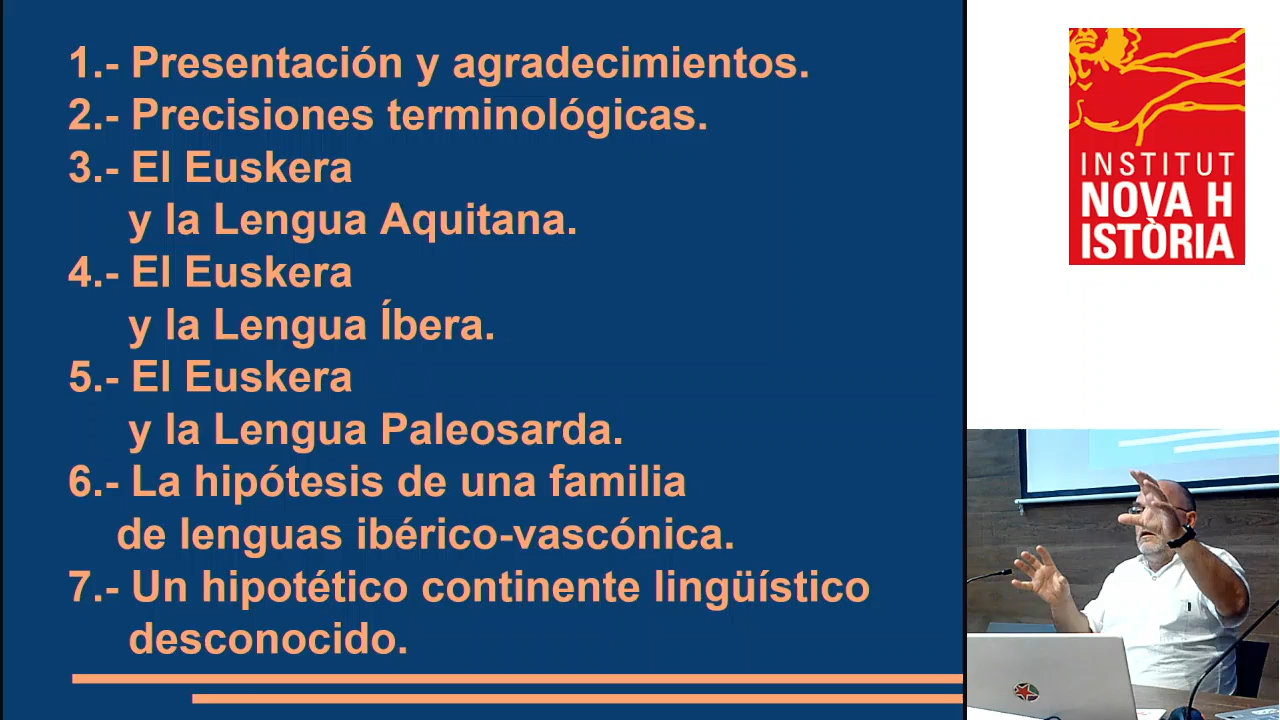 1.- Presentación y agradecimientos.
2.- Precisiones terminológicas.
3.- El Euskera
y la Lengua Aquitana.
4.- El Euskera
y la Lengua Íbera.
5.- El Euskera
y la Lengua Paleosarda.
6.- La hipótesis de una familia
de lenguas ibérico-vascónica.
7.- Un hipotético continente lingüístico
desconocido.
INSTITUT
NOVA H
ISTÒRIA